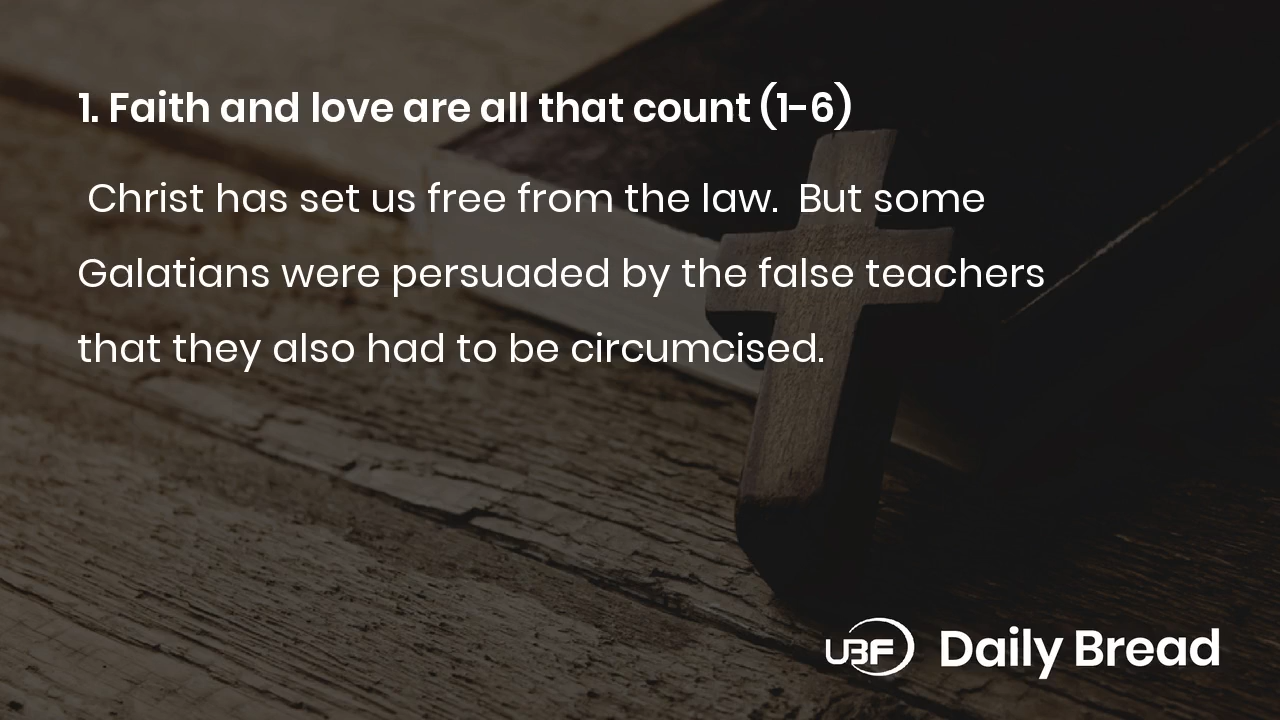 1. Faith and love are all that count (1-6)
Christ has set us free from the law.  But some
Galatians were persuaded by the false teachers
that they also had to be circumcised.
UBF Daily Bread